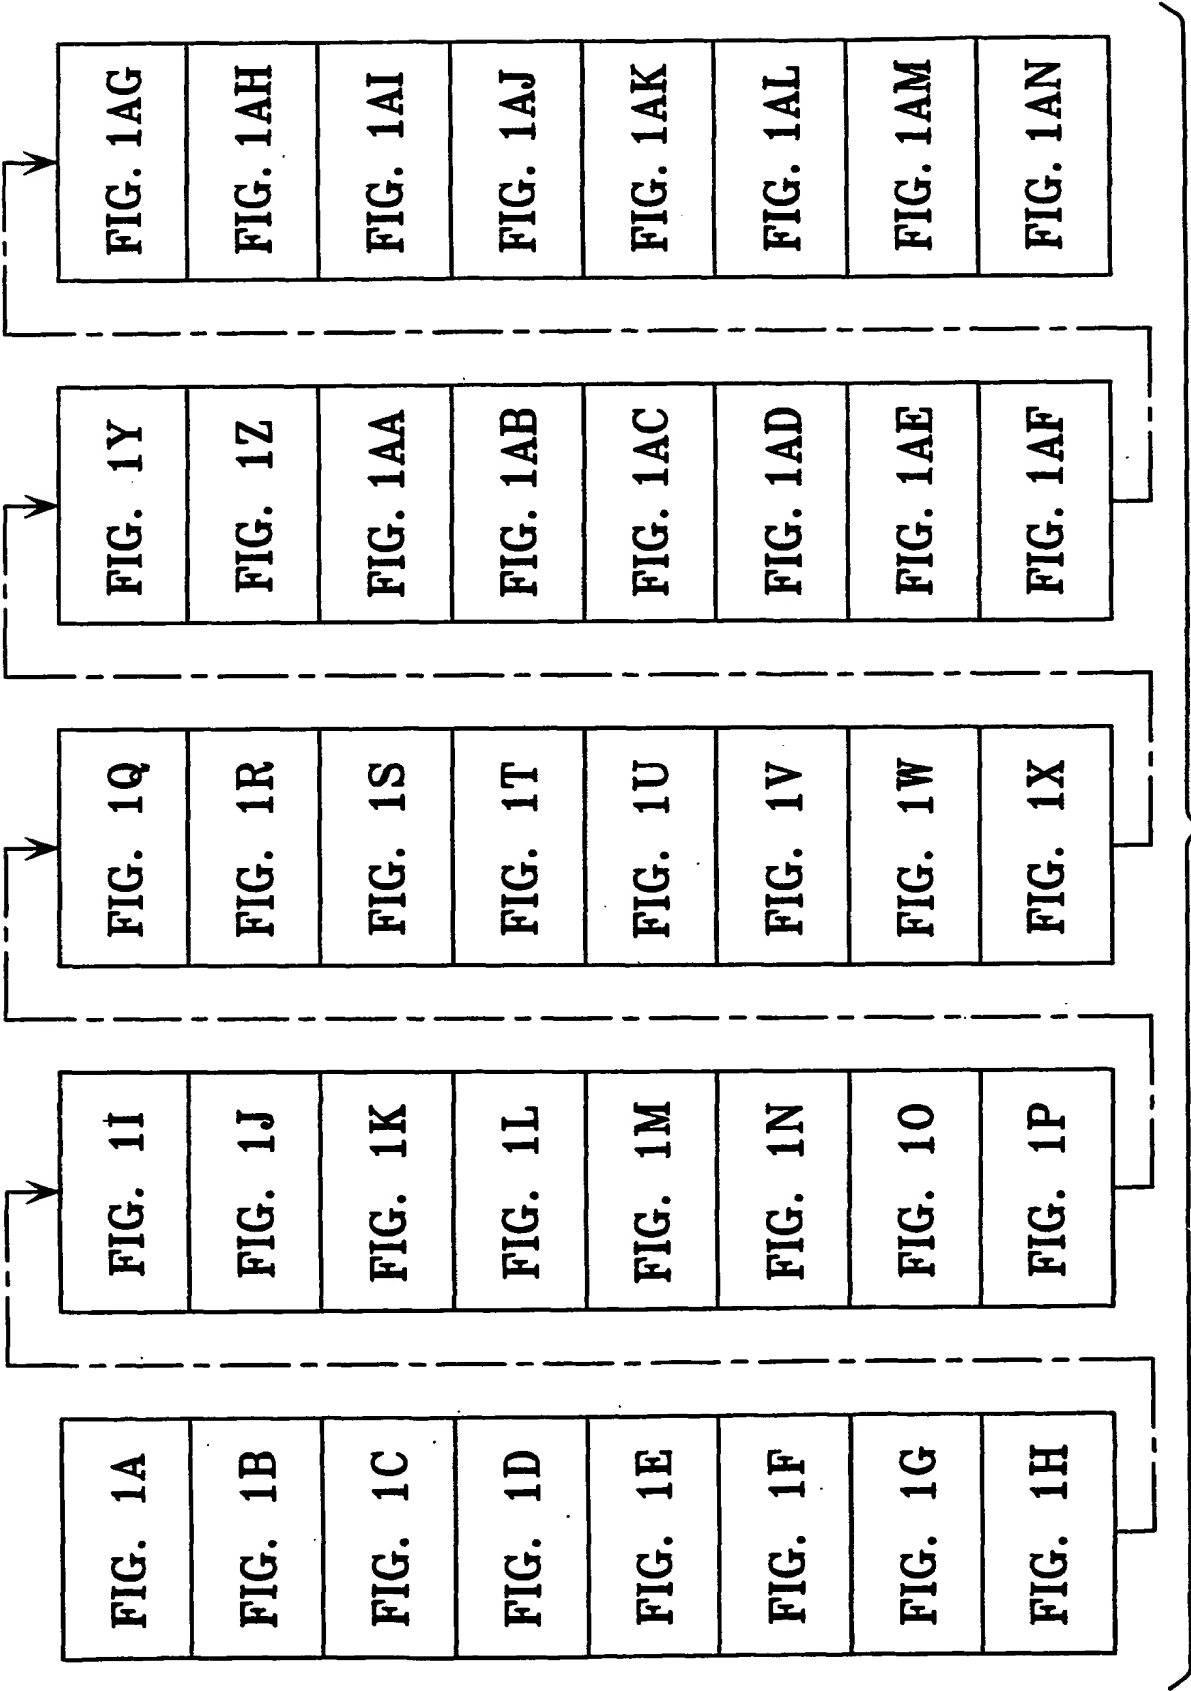 FIG. 1A
FIG. 1B
FIG. 1C
FIG. 1D
FIG. 1E
FIG. 1F
FIG. 1G
FIG. 1H
FIG. 1I
FIG. 1J
FIG. 1K
FIG. 1L
FIG. 1M
FIG. 1N
FIG. 1O
FIG. 1P
FIG. 1Q
FIG. 1R
FIG. 1S
FIG. 1T
FIG. 1U
FIG. 1V
FIG. 1W
FIG. 1X
FIG. 1Y
FIG. 1Z
FIG. 1AA
FIG. 1AB
FIG. 1AC
FIG. 1AD
FIG. 1AE
FIG. 1AF
FIG. 1AG
FIG. 1AH
FIG. 1AI
FIG. 1AJ
FIG. 1AK
FIG. 1AL
FIG. 1AM
FIG. 1AN